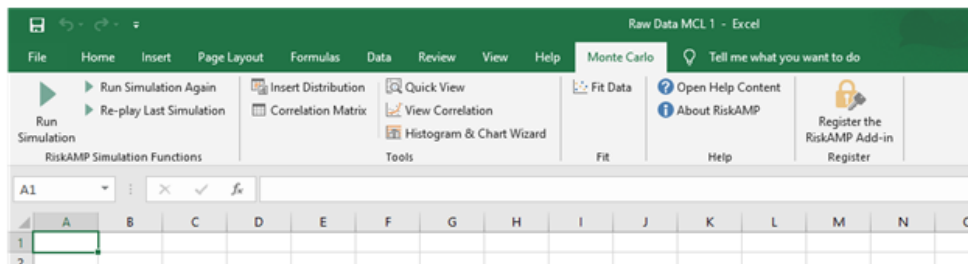 Raw Data MCL 1 - Excel
File Home Insert Page Layout Formulas Data Review View Help Monte Carlo Tell me what you want to do
Run Simulation Again Insert Distribution Quick View Fit Data Open Help Content
Re-play Last Simulation Correlation Matrix View Correlation About RiskAMP
Run Histogram & Chart Wizard Register the
Simulation RiskAMP Add-in
RiskAMP Simulation Functions Tools Fit Help Register
A1 fx
A B C D E F G H I J K L M N
1
2